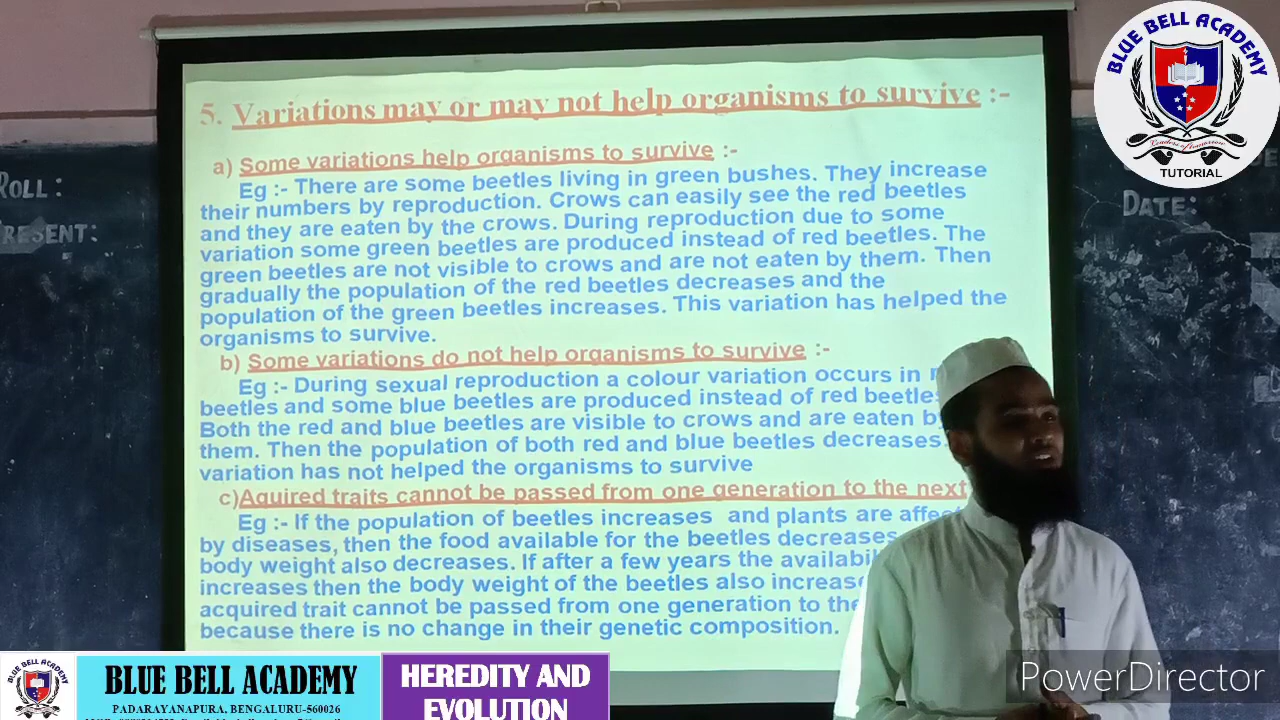 5. Variations may or may not help organisms to survive :-
a) Some variations help organisms to survive :-
Eg :- There are some beetles living in green bushes. They increase
their numbers by reproduction. Crows can easily see the red beetles
and they are eaten by the crows. During reproduction due to some
variation some green beetles are produced instead of red beetles. The
green beetles are not visible to crows and are not eaten by them. Then
gradually the population of the red beetles decreases and the
population of the green beetles increases. This variation has helped the
organisms to survive.
b) Some variations do not help organisms to survive :-
Eg :- During sexual reproduction a colour variation occurs in
beetles and some blue beetles are produced instead of red
Both the red and blue beetles are visible to crows and are eaten
them. Then the population of both red and blue beetles decreases.
variation has not helped the organisms to survive
c)Aquired traits cannot be passed from one generation to the next
Eg :- If the population of beetles increases and plants are
by diseases, then the food available for the beetles decreases
body weight also decreases. If after a few years the
increases then the body weight of the beetles also
acquired trait cannot be passed from one generation to the
because there is no change in their genetic composition.
ROLL:
PRESENT:
DATE:
BLUE BELL ACADEMY
Leaders of tomorrow
TUTORIAL
BLUE BELL ACADEMY
BLUE BELL ACADEMY
PADARAYANAPURA, BENGALURU-560026
HEREDITY AND
EVOLUTION
PowerDirector